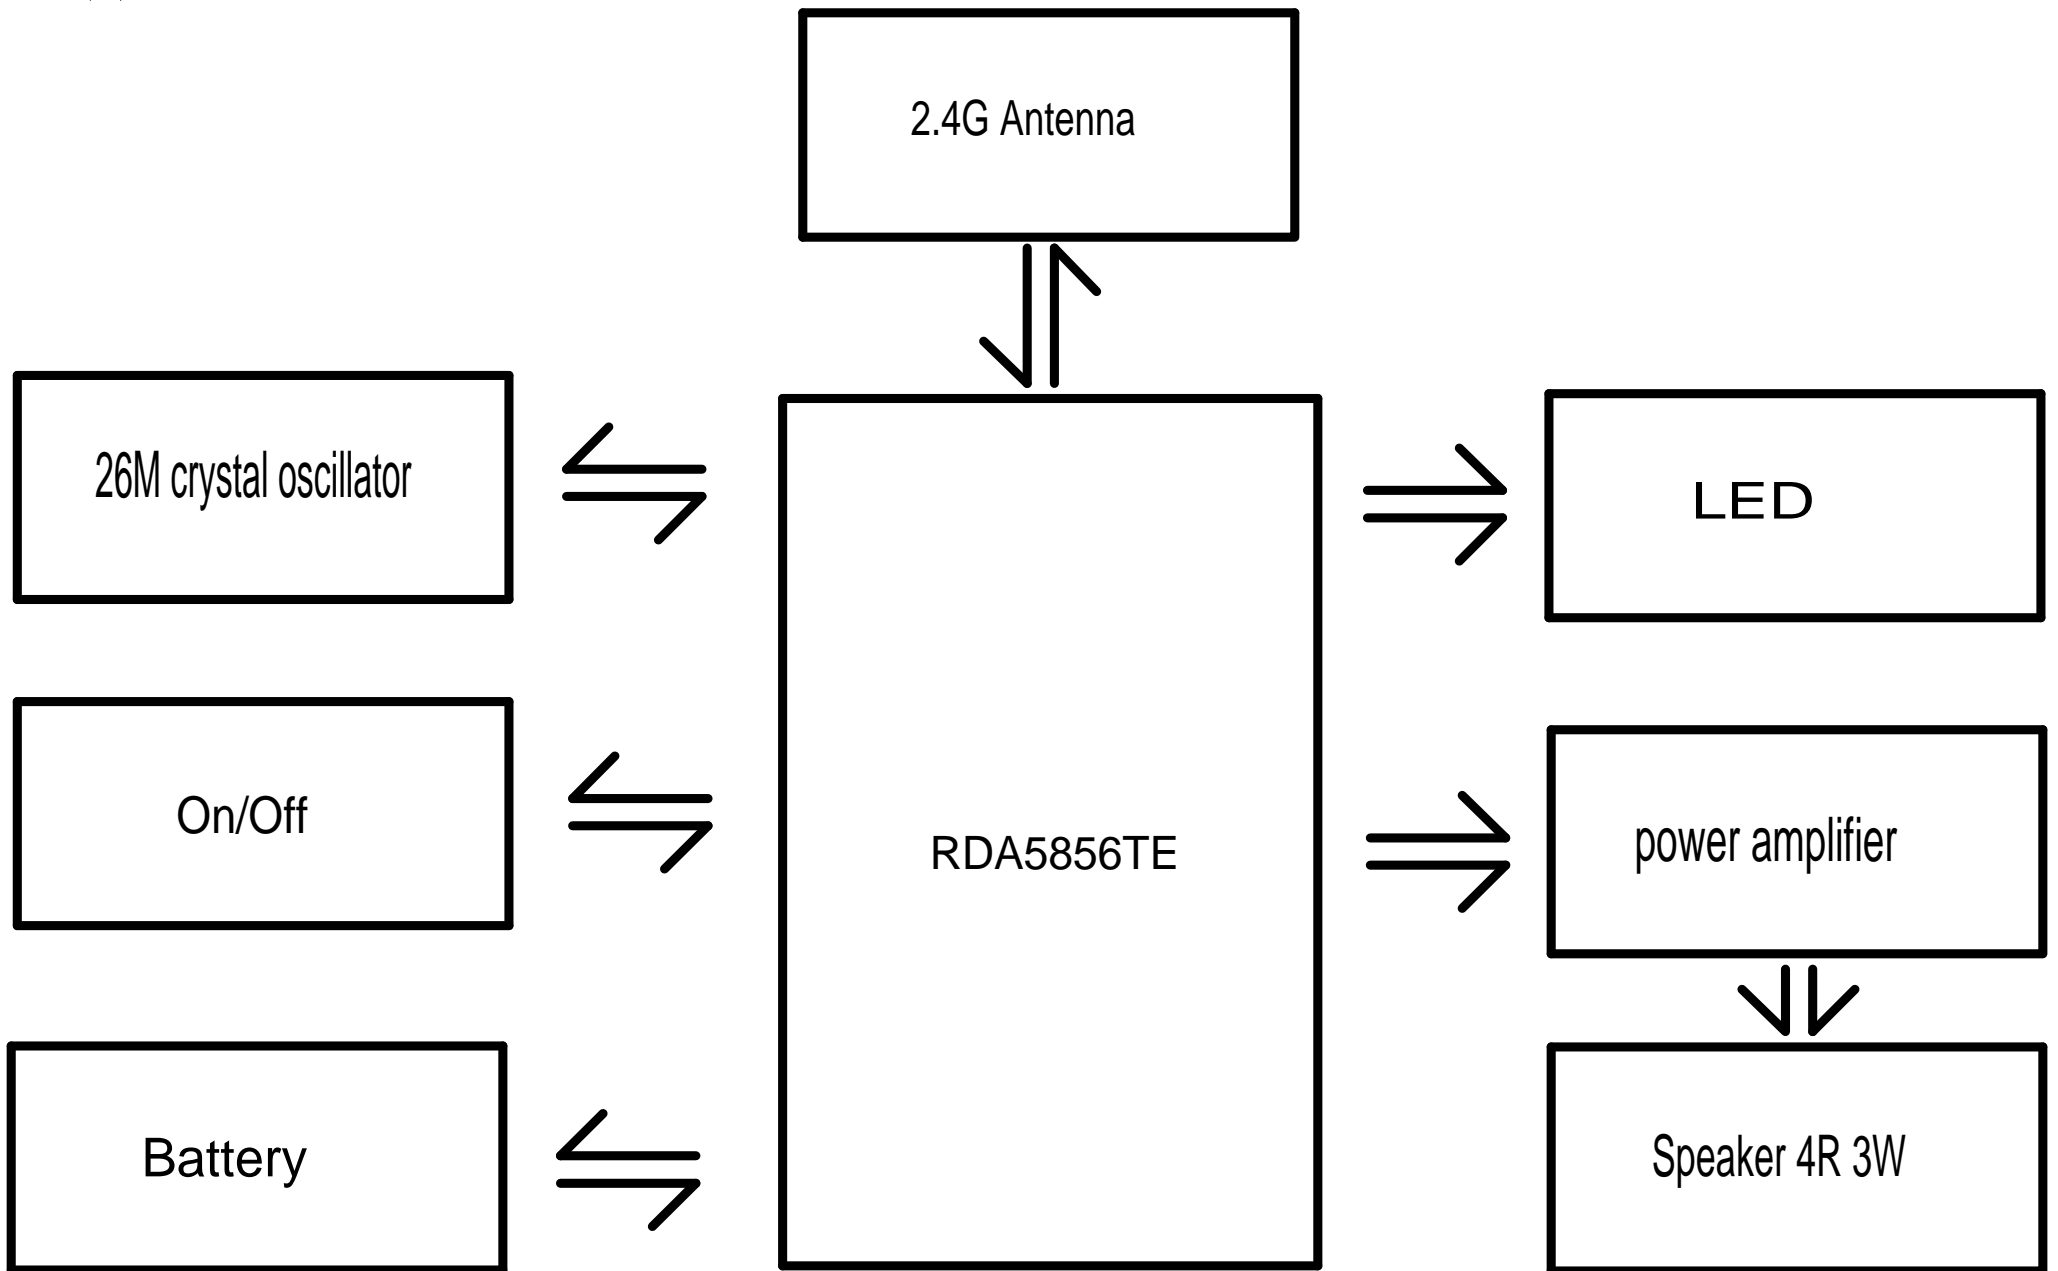 2.4G Antenna
26M crystal oscillator
LED
On/Off
RDA5856TE
power amplifier
Battery
Speaker 4R 3W